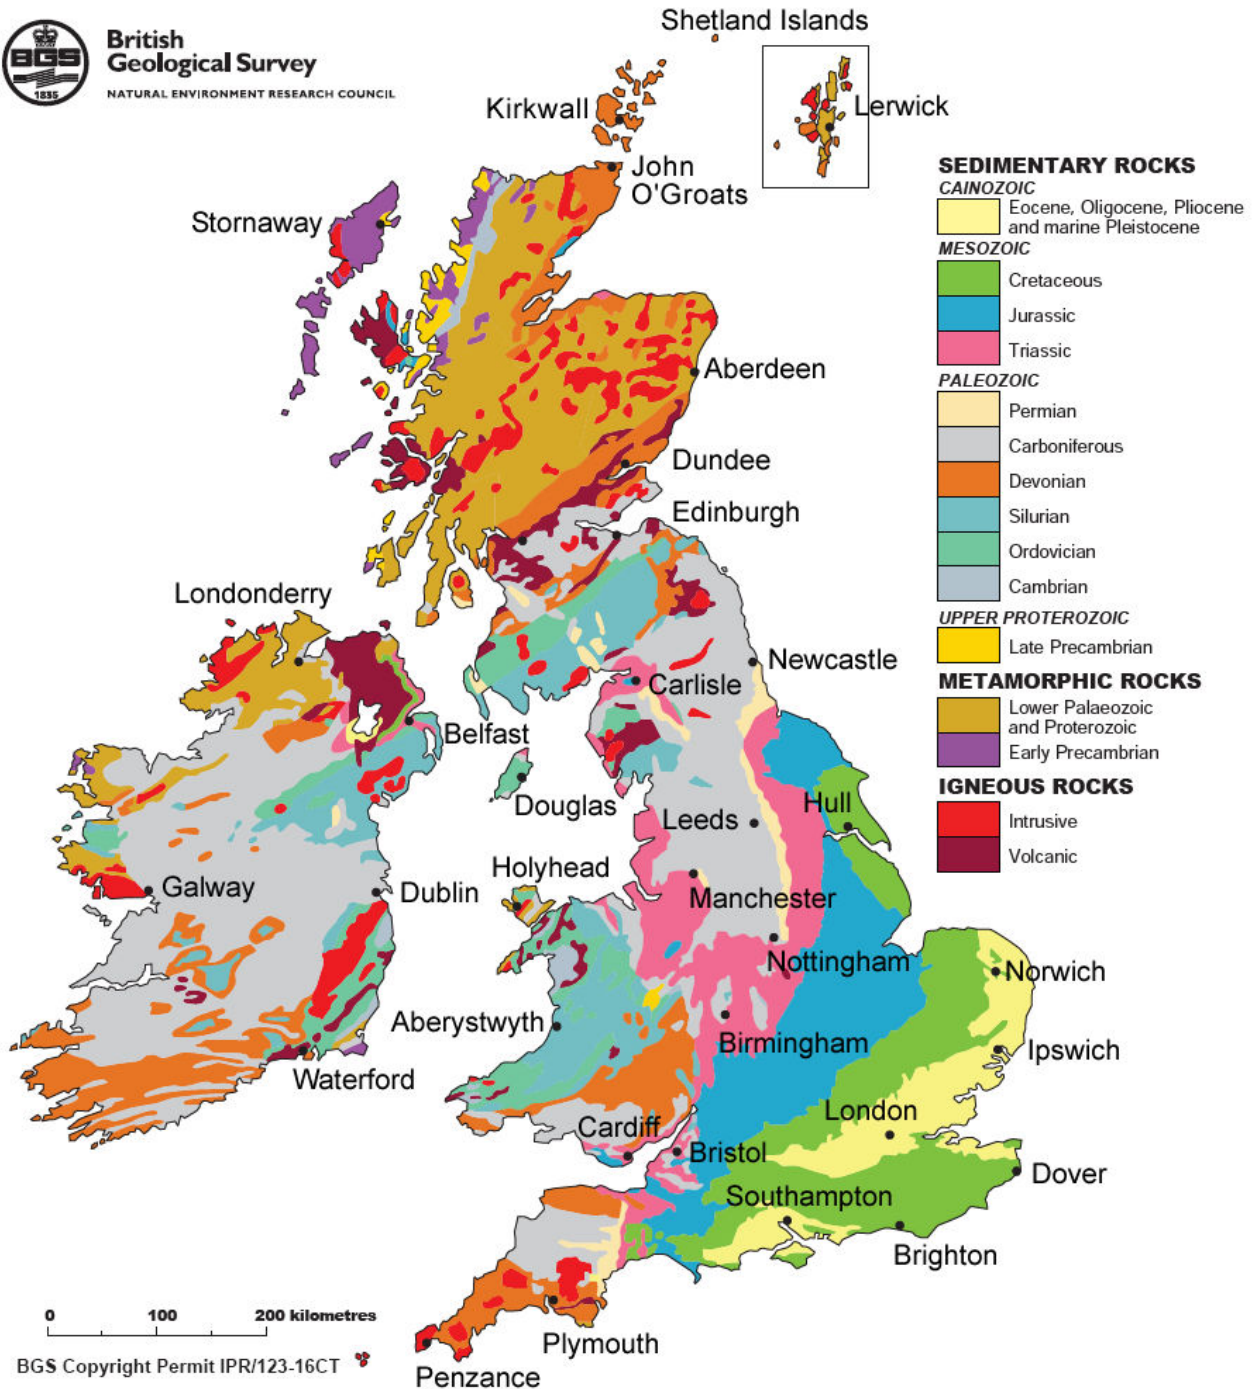 British
Geological Survey
NATURAL ENVIRONMENT RESEARCH COUNCIL
BGS
1835
Shetland Islands
Lerwick
Kirkwall
John
O'Groats
Stornaway
Aberdeen
Dundee
Edinburgh
Londonderry
Newcastle
Carlisle
Belfast
Douglas
Leeds
Hull
Holyhead
Galway
Dublin
Manchester
Nottingham
Norwich
Aberystwyth
Birmingham
Ipswich
Waterford
London
Cardiff
Bristol
Dover
Southampton
Brighton
Plymouth
Penzance
SEDIMENTARY ROCKS
CAINOZOIC
Eocene, Oligocene, Pliocene
and marine Pleistocene
MESOZOIC
Cretaceous
Jurassic
Triassic
PALEOZOIC
Permian
Carboniferous
Devonian
Silurian
Ordovician
Cambrian
UPPER PROTEROZOIC
Late Precambrian
METAMORPHIC ROCKS
Lower Palaeozoic
and Proterozoic
Early Precambrian
IGNEOUS ROCKS
Intrusive
Volcanic
0 100 200 kilometres
BGS Copyright Permit IPR/123-16CT